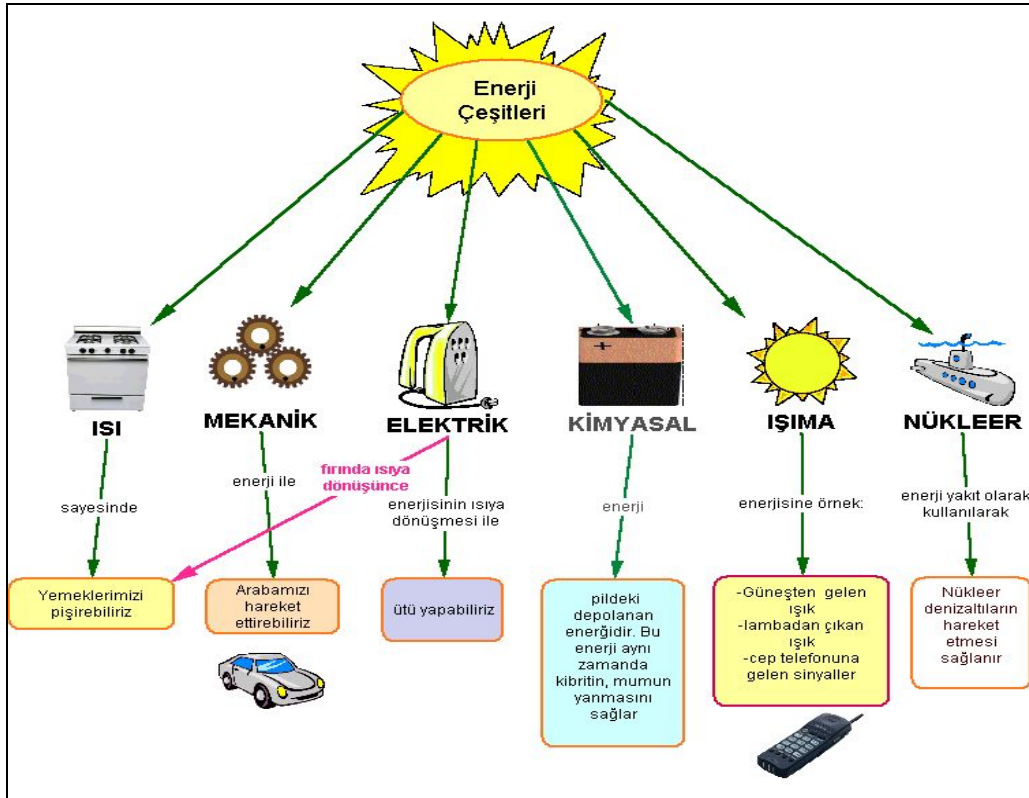 Enerji
Çeşitleri
ISI
MEKANİK
ELEKTRİK
KİMYASAL
IŞIMA
NÜKLEER
sayesinde
enerji ile
fırında ısıya
dönüşünce
enerjisinin ısıya
dönüşmesi ile
enerji
enerjisine örnek:
enerji yakıt olarak
kullanılarak
Yemeklerimizi
pişirebiliriz
Arabamızı
hareket
ettirebiliriz
ütü yapabiliriz
pildeki
depolanan
enerğidir. Bu
enerji aynı
zamanda
kibritin, mumun
yanmasını
sağlar
-Güneşten gelen
ışık
-lambadan çıkan
ışık
-cep telefonuna
gelen sinyaller
Nükleer
denizaltıların
hareket
etmesi
sağlanır